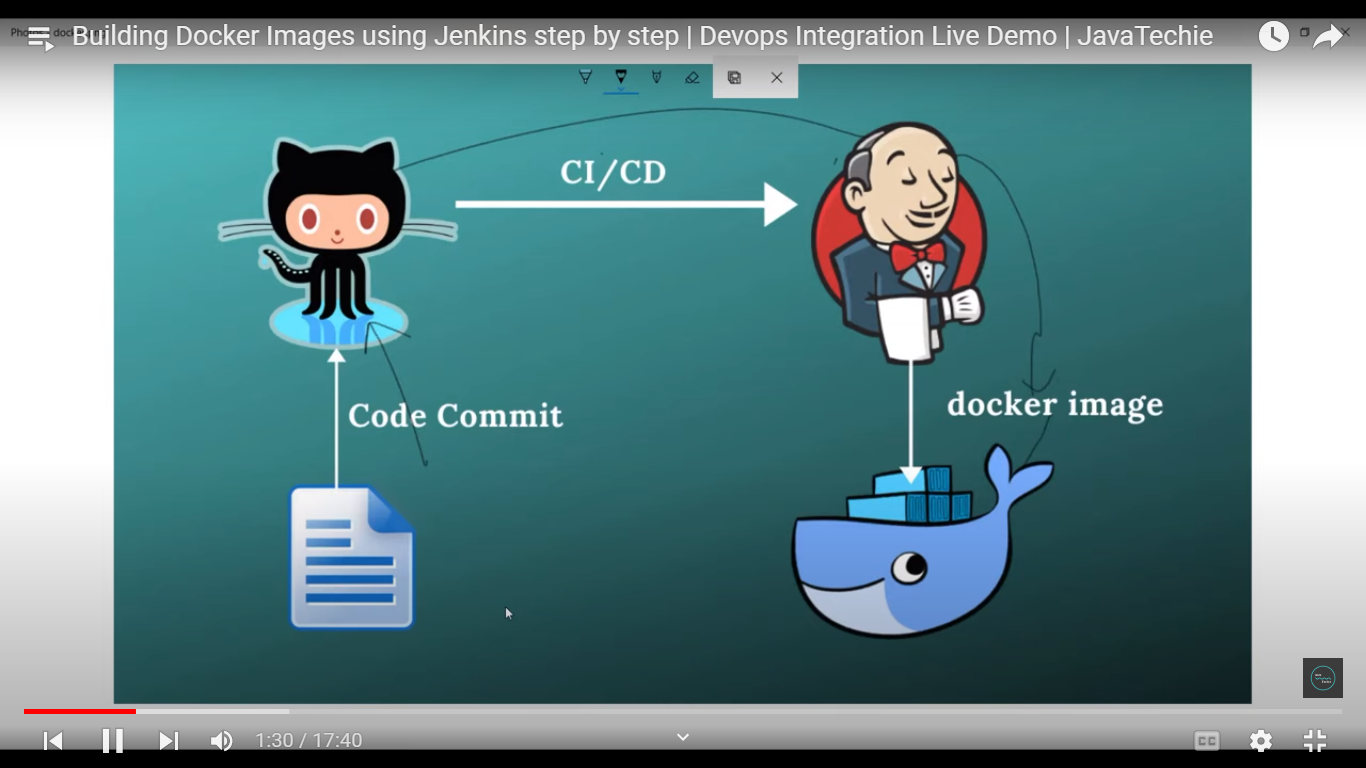 Building Docker Images using Jenkins step by step | Devops Integration Live Demo | JavaTechie
CI/CD
Code Commit
docker image
1:30 / 17:40
CC